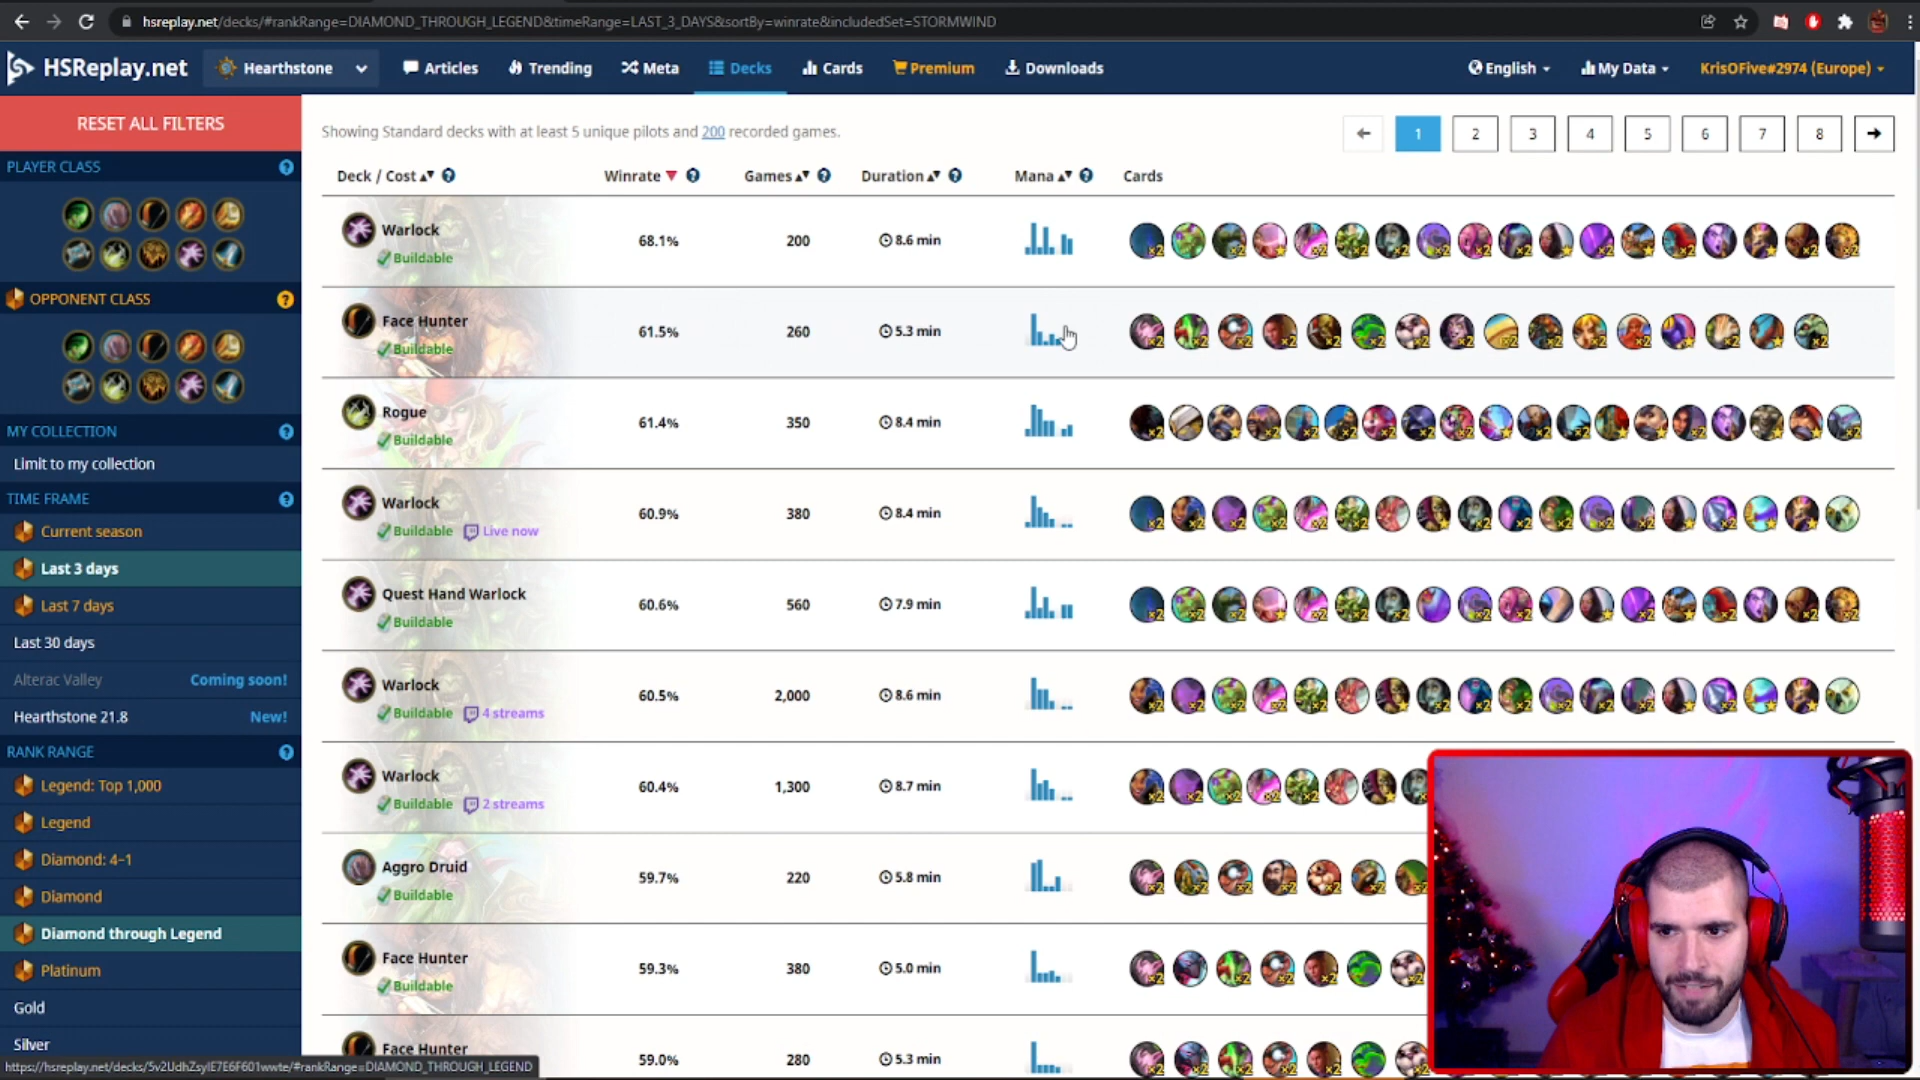 hsreplay.net/decks/#rankRange=DIAMOND_THROUGH_LEGEND&timeRange=LAST_3_DAYS&sortBy=winrate&includedSet=STORMWIND
HSReplay.net Hearthstone Articles Trending Meta Decks Cards Premium Downloads English My Data KrisOFive#2974 (Europe)
RESET ALL FILTERS
PLAYER CLASS ?
OPPONENT CLASS ?
MY COLLECTION ?
Limit to my collection
TIME FRAME ?
Current season
Last 3 days
Last 7 days
Last 30 days
Alterac Valley Coming soon!
Hearthstone 21.8 New!
RANK RANGE ?
Legend: Top 1,000
Legend
Diamond: 4–1
Diamond
Diamond through Legend
Platinum
Gold
Silver
Showing Standard decks with at least 5 unique pilots and 200 recorded games.
1 2 3 4 5 6 7 8
Deck / Cost ? Winrate ? Games ? Duration ? Mana ? Cards
Warlock
Buildable
68.1% 200 8.6 min
Face Hunter
Buildable
61.5% 260 5.3 min
Rogue
Buildable
61.4% 350 8.4 min
Warlock
Buildable Live now
60.9% 380 8.4 min
Quest Hand Warlock
Buildable
60.6% 560 7.9 min
Warlock
Buildable 4 streams
60.5% 2,000 8.6 min
Warlock
Buildable 2 streams
60.4% 1,300 8.7 min
Aggro Druid
Buildable
59.7% 220 5.8 min
Face Hunter
Buildable
59.3% 380 5.0 min
Face Hunter
59.0% 280 5.3 min